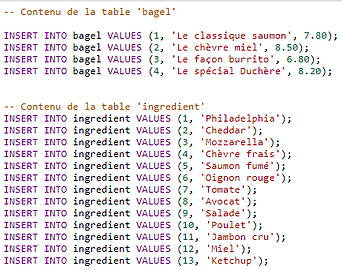 -- Contenu de la table 'bagel'
INSERT INTO bagel VALUES (1, 'Le classique saumon', 7.80);
INSERT INTO bagel VALUES (2, 'Le chèvre miel', 8.50);
INSERT INTO bagel VALUES (3, 'Le façon burrito', 6.80);
INSERT INTO bagel VALUES (4, 'Le spécial Duchère', 8.20);
-- Contenu de la table 'ingredient'
INSERT INTO ingredient VALUES (1, 'Philadelphia');
INSERT INTO ingredient VALUES (2, 'Cheddar');
INSERT INTO ingredient VALUES (3, 'Mozzarella');
INSERT INTO ingredient VALUES (4, 'Chèvre frais');
INSERT INTO ingredient VALUES (5, 'Saumon fumé');
INSERT INTO ingredient VALUES (6, 'Oignon rouge');
INSERT INTO ingredient VALUES (7, 'Tomate');
INSERT INTO ingredient VALUES (8, 'Avocat');
INSERT INTO ingredient VALUES (9, 'Salade');
INSERT INTO ingredient VALUES (10, 'Poulet');
INSERT INTO ingredient VALUES (11, 'Jambon cru');
INSERT INTO ingredient VALUES (12, 'Miel');
INSERT INTO ingredient VALUES (13, 'Ketchup');